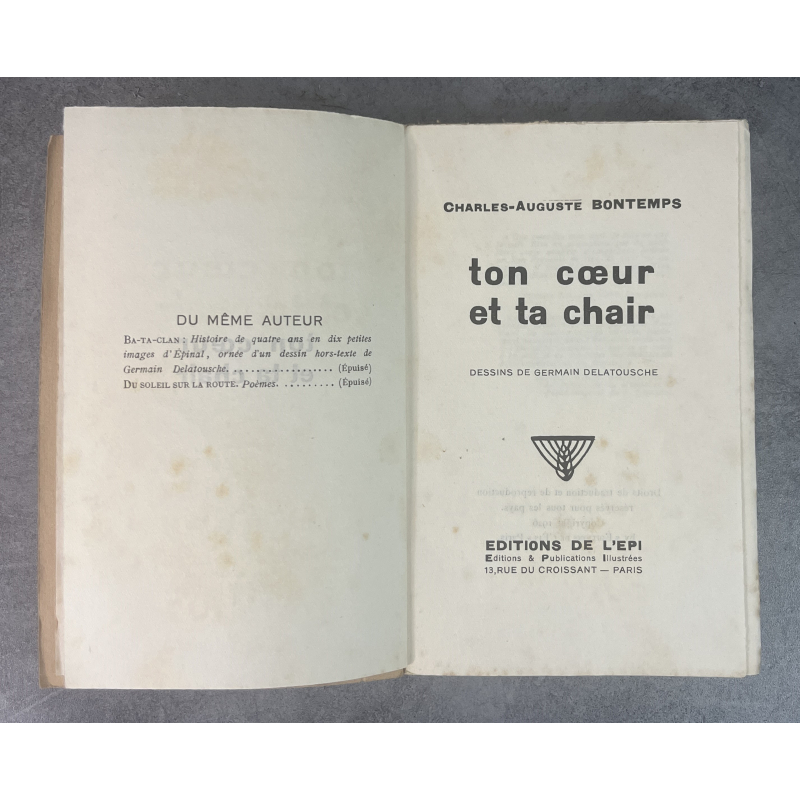 DU MÊME AUTEUR
BA-TA-CLAN : Histoire de quatre ans en dix petites
images d'Épinal, ornée d'un dessin hors-texte de
Germain Delatousche. .................. (Épuisé)
DU SOLEIL SUR LA ROUTE. Poèmes. .......... (Épuisé)
CHARLES-AUGUSTE BONTEMPS
ton cœur
et ta chair
DESSINS DE GERMAIN DELATOUSCHE
EDITIONS DE L'EPI
Editions & Publications Illustrées
13, RUE DU CROISSANT — PARIS